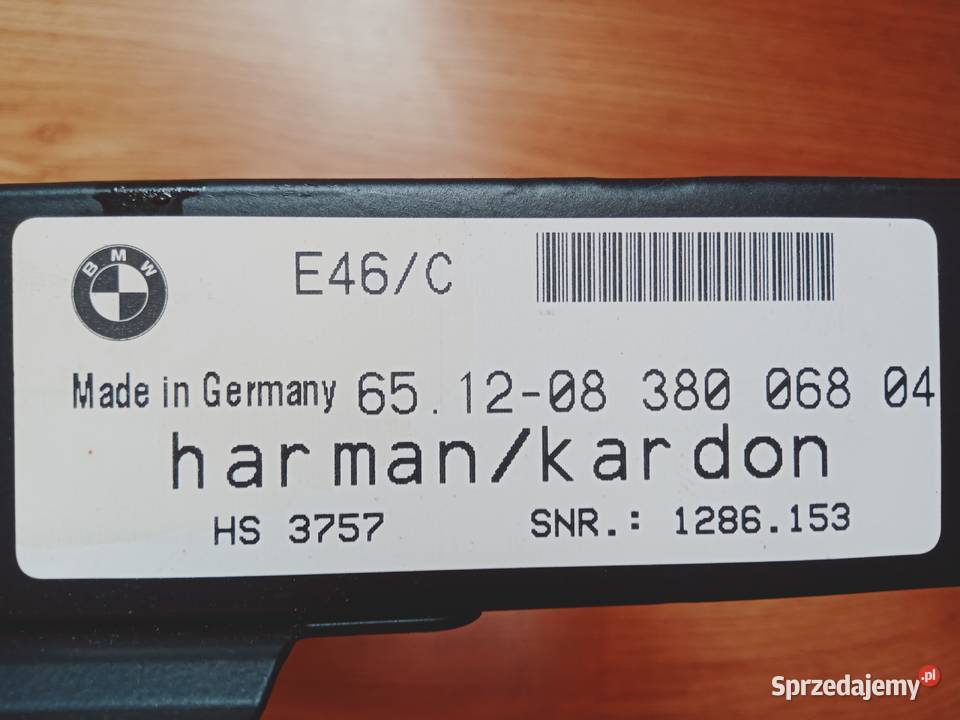 BMW
E46/C
Made in Germany 65.12-08 380 068 04
harman/kardon
HS 3757 SNR.: 1286.153
Sprzedajemy.pl